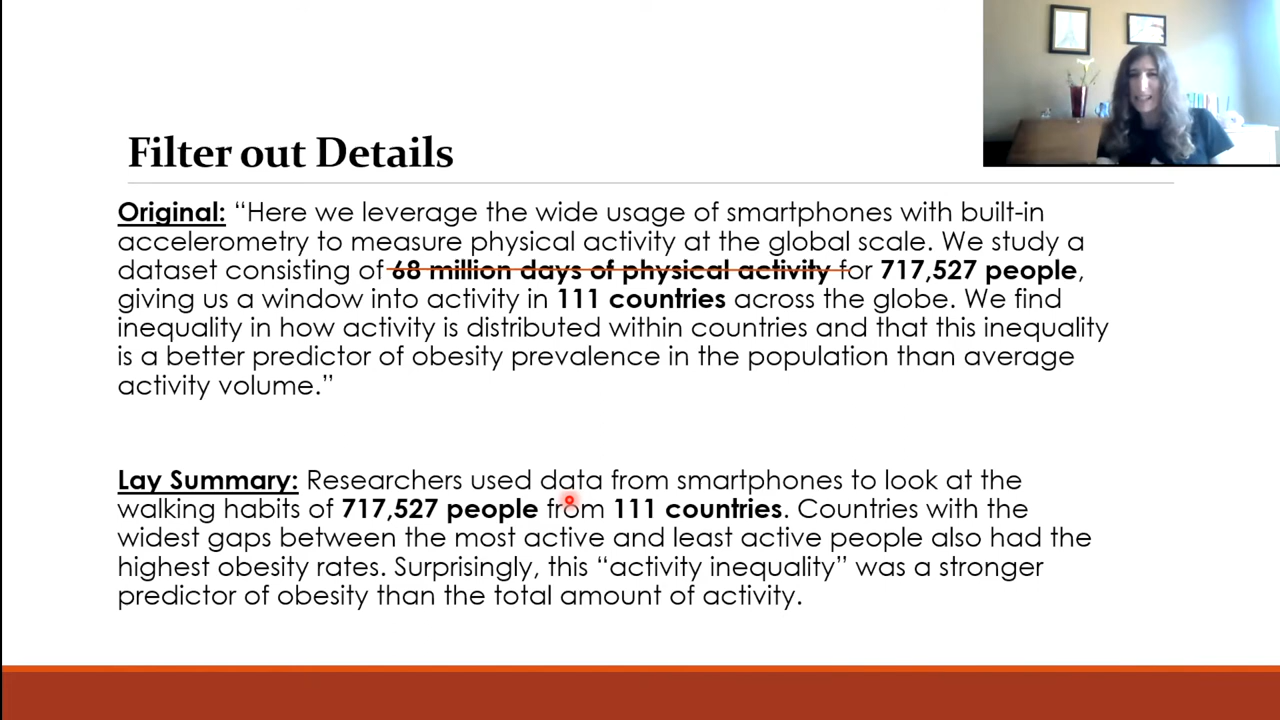 Filter out Details
Original: “Here we leverage the wide usage of smartphones with built-in
accelerometry to measure physical activity at the global scale. We study a
dataset consisting of 68 million days of physical activity for 717,527 people,
giving us a window into activity in 111 countries across the globe. We find
inequality in how activity is distributed within countries and that this inequality
is a better predictor of obesity prevalence in the population than average
activity volume.”
Lay Summary: Researchers used data from smartphones to look at the
walking habits of 717,527 people from 111 countries. Countries with the
widest gaps between the most active and least active people also had the
highest obesity rates. Surprisingly, this “activity inequality” was a stronger
predictor of obesity than the total amount of activity.